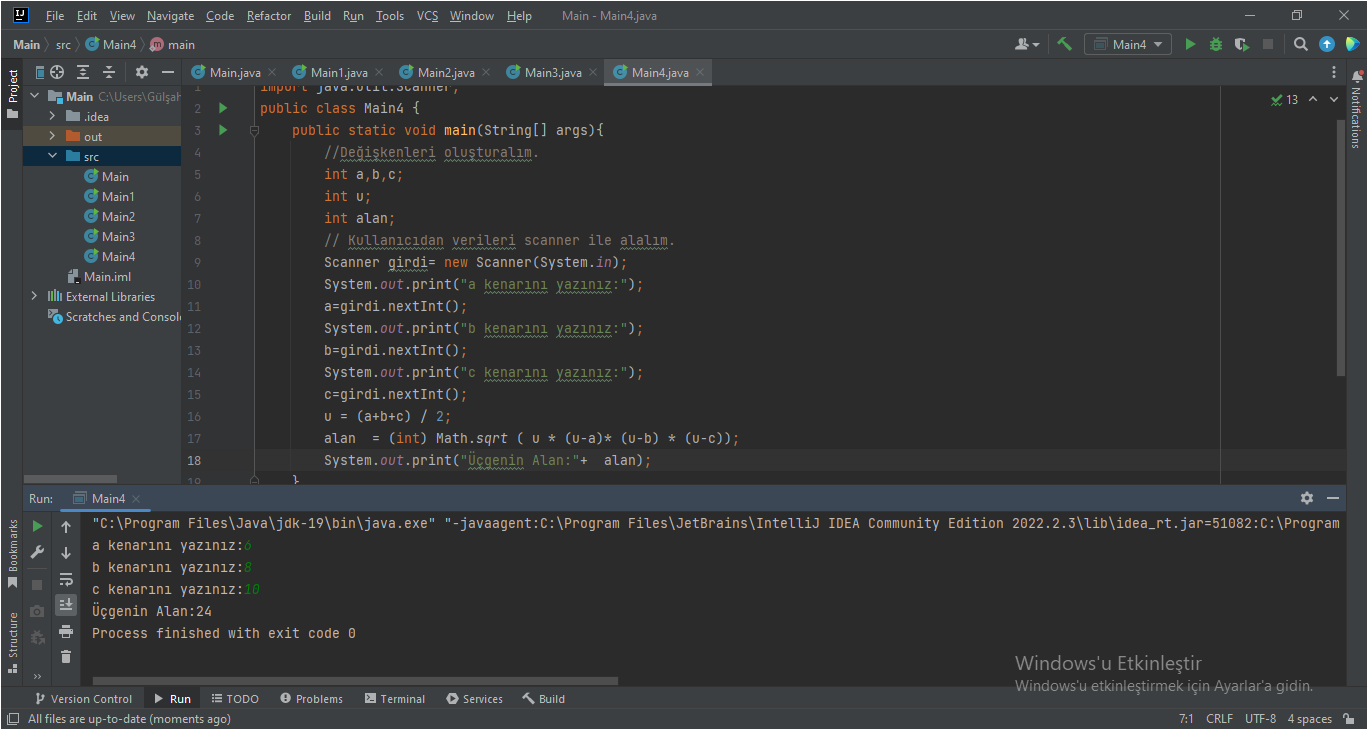 File Edit View Navigate Code Refactor Build Run Tools VCS Window Help Main - Main4.java
Main src Main4 main Main4
Project
Main C:\Users\Gülşah
.idea
out
src
Main
Main1
Main2
Main3
Main4
Main.iml
External Libraries
Scratches and Consol
Main.java Main1.java Main2.java Main3.java Main4.java
13
Notifications
1 import java.util.Scanner;
2 public class Main4 {
3 public static void main(String[] args){
4 //Değişkenleri oluşturalım.
5 int a,b,c;
6 int u;
7 int alan;
8 // Kullanıcıdan verileri scanner ile alalım.
9 Scanner girdi= new Scanner(System.in);
10 System.out.print("a kenarını yazınız:");
11 a=girdi.nextInt();
12 System.out.print("b kenarını yazınız:");
13 b=girdi.nextInt();
14 System.out.print("c kenarını yazınız:");
15 c=girdi.nextInt();
16 u = (a+b+c) / 2;
17 alan = (int) Math.sqrt ( u * (u-a)* (u-b) * (u-c));
18 System.out.print("Üçgenin Alan:"+ alan);
19 }
Run: Main4
"C:\Program Files\Java\jdk-19\bin\java.exe" "-javaagent:C:\Program Files\JetBrains\IntelliJ IDEA Community Edition 2022.2.3\lib\idea_rt.jar=51082:C:\Program
a kenarını yazınız:6
b kenarını yazınız:8
c kenarını yazınız:10
Üçgenin Alan:24
Process finished with exit code 0
Bookmarks
Structure
Windows'u Etkinleştir
Windows'u etkinleştirmek için Ayarlar'a gidin.
Version Control Run TODO Problems Terminal Services Build
All files are up-to-date (moments ago) 7:1 CRLF UTF-8 4 spaces